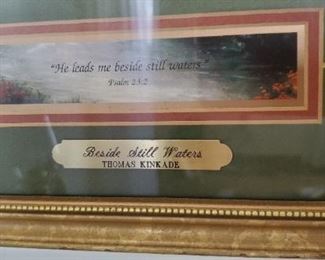 "He leads me beside still waters"
Psalm 23:2
Beside Still Waters
THOMAS KINKADE